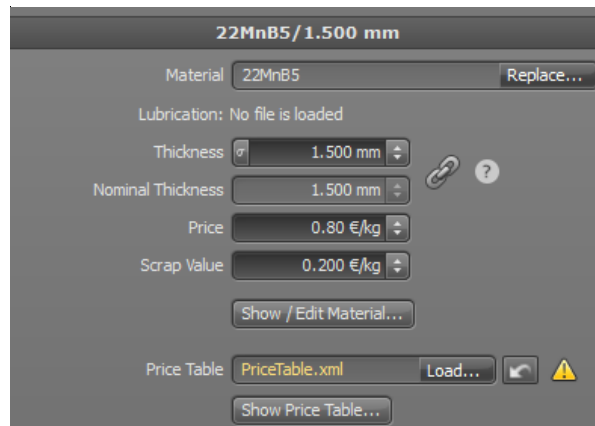 22MnB5/1.500 mm
Material 22MnB5 Replace...
Lubrication: No file is loaded
Thickness σ 1.500 mm
?
Nominal Thickness 1.500 mm
Price 0.80 €/kg
Scrap Value 0.200 €/kg
Show / Edit Material...
Price Table PriceTable.xml Load...
Show Price Table...